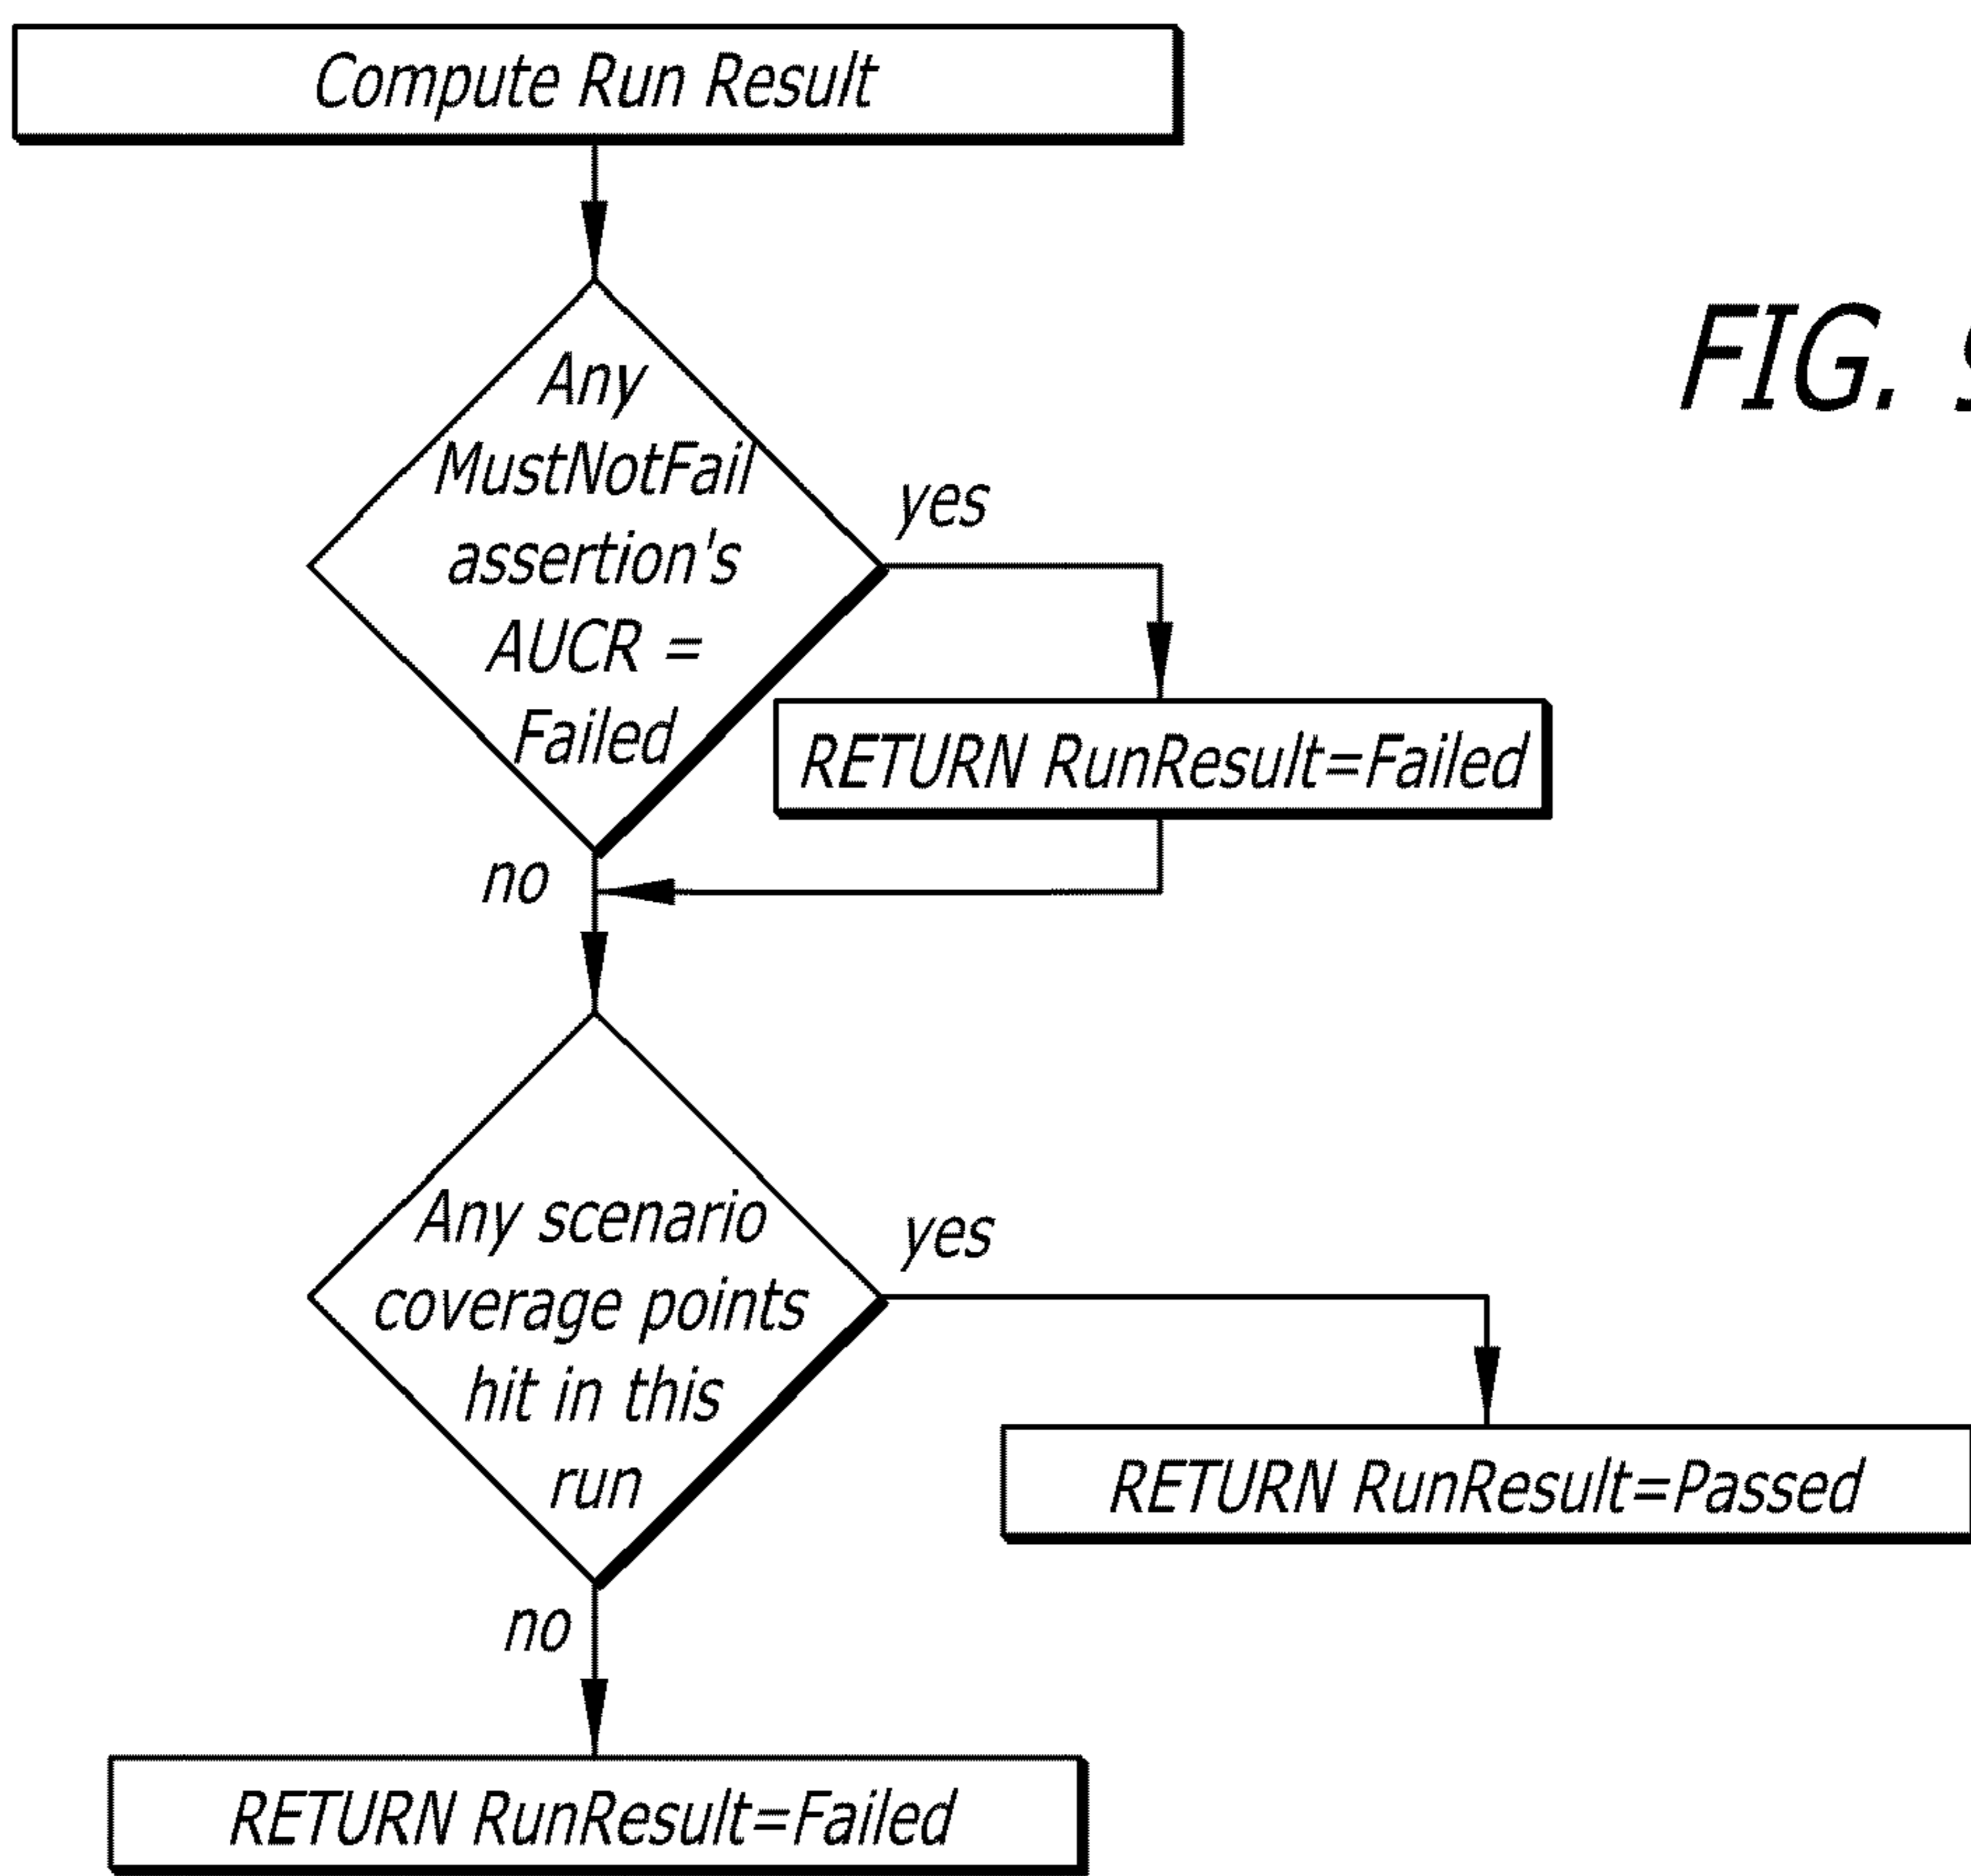 Compute Run Result
FIG.
Any
MustNotFail
assertion's
AUCR =
Failed
yes
RETURN RunResult=Failed
no
Any scenario
coverage points
hit in this
run
yes
RETURN RunResult=Passed
no
RETURN RunResult=Failed